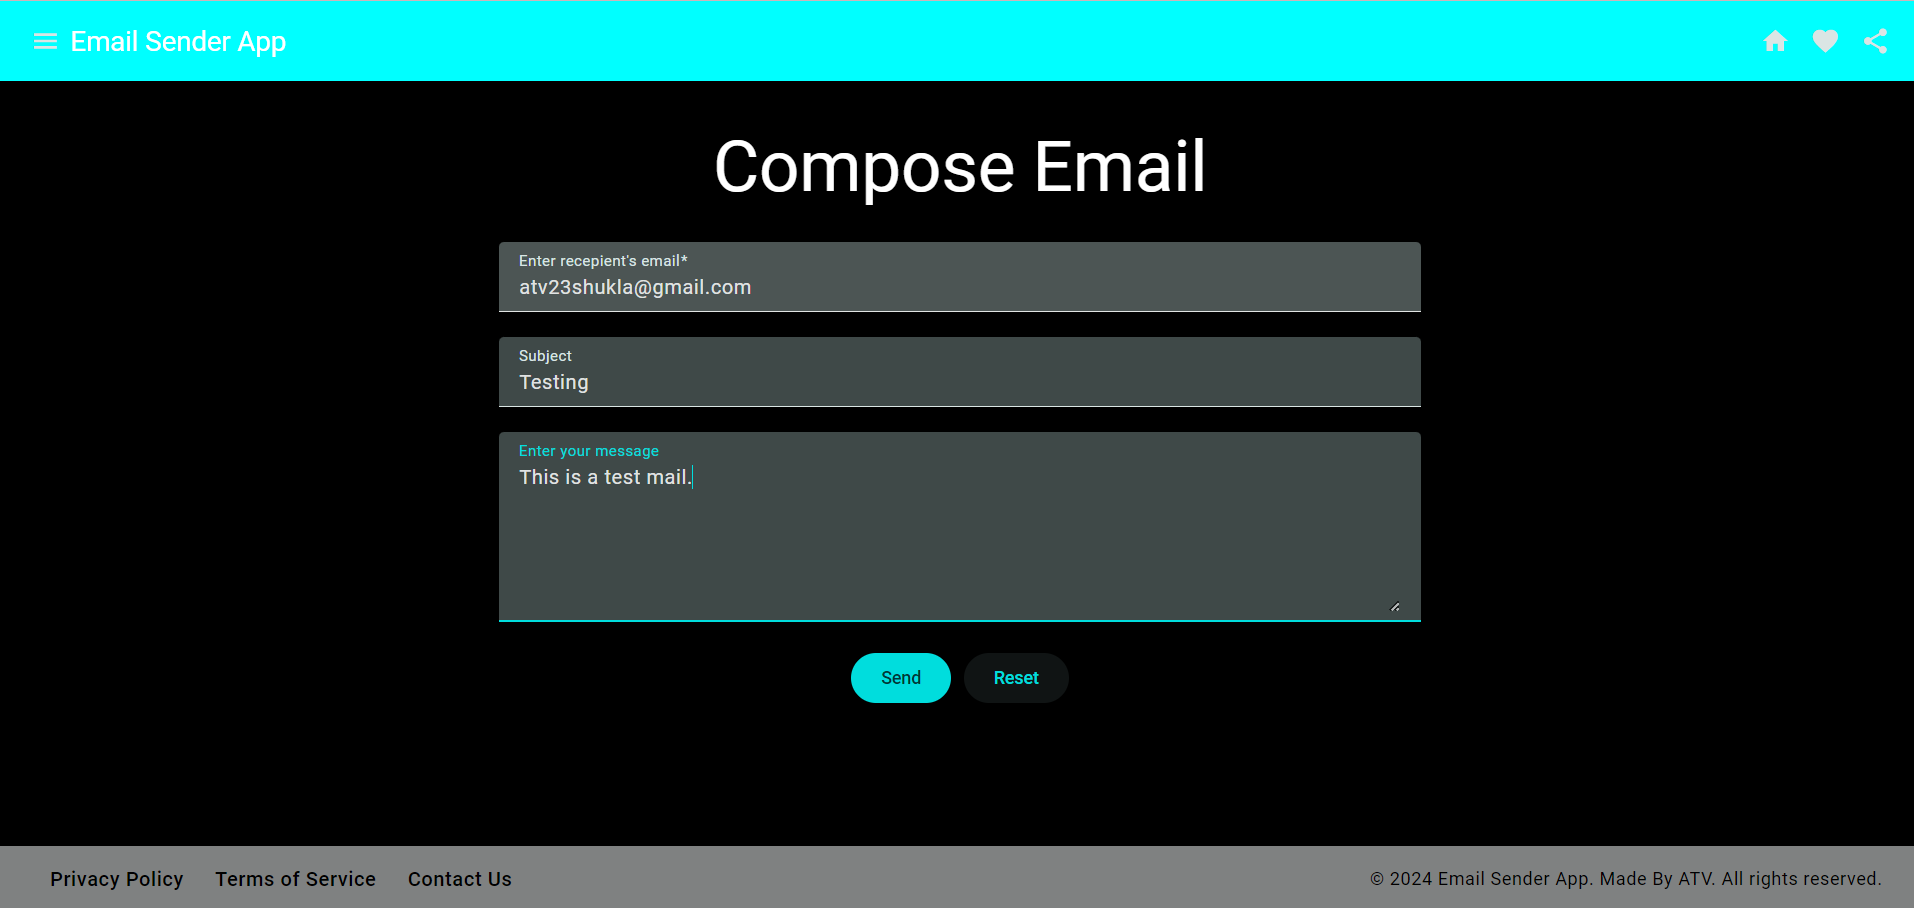 Email Sender App
Compose Email
Enter recepient's email*
atv23shukla@gmail.com
Subject
Testing
Enter your message
This is a test mail.
Send Reset
Privacy Policy Terms of Service Contact Us © 2024 Email Sender App. Made By ATV. All rights reserved.